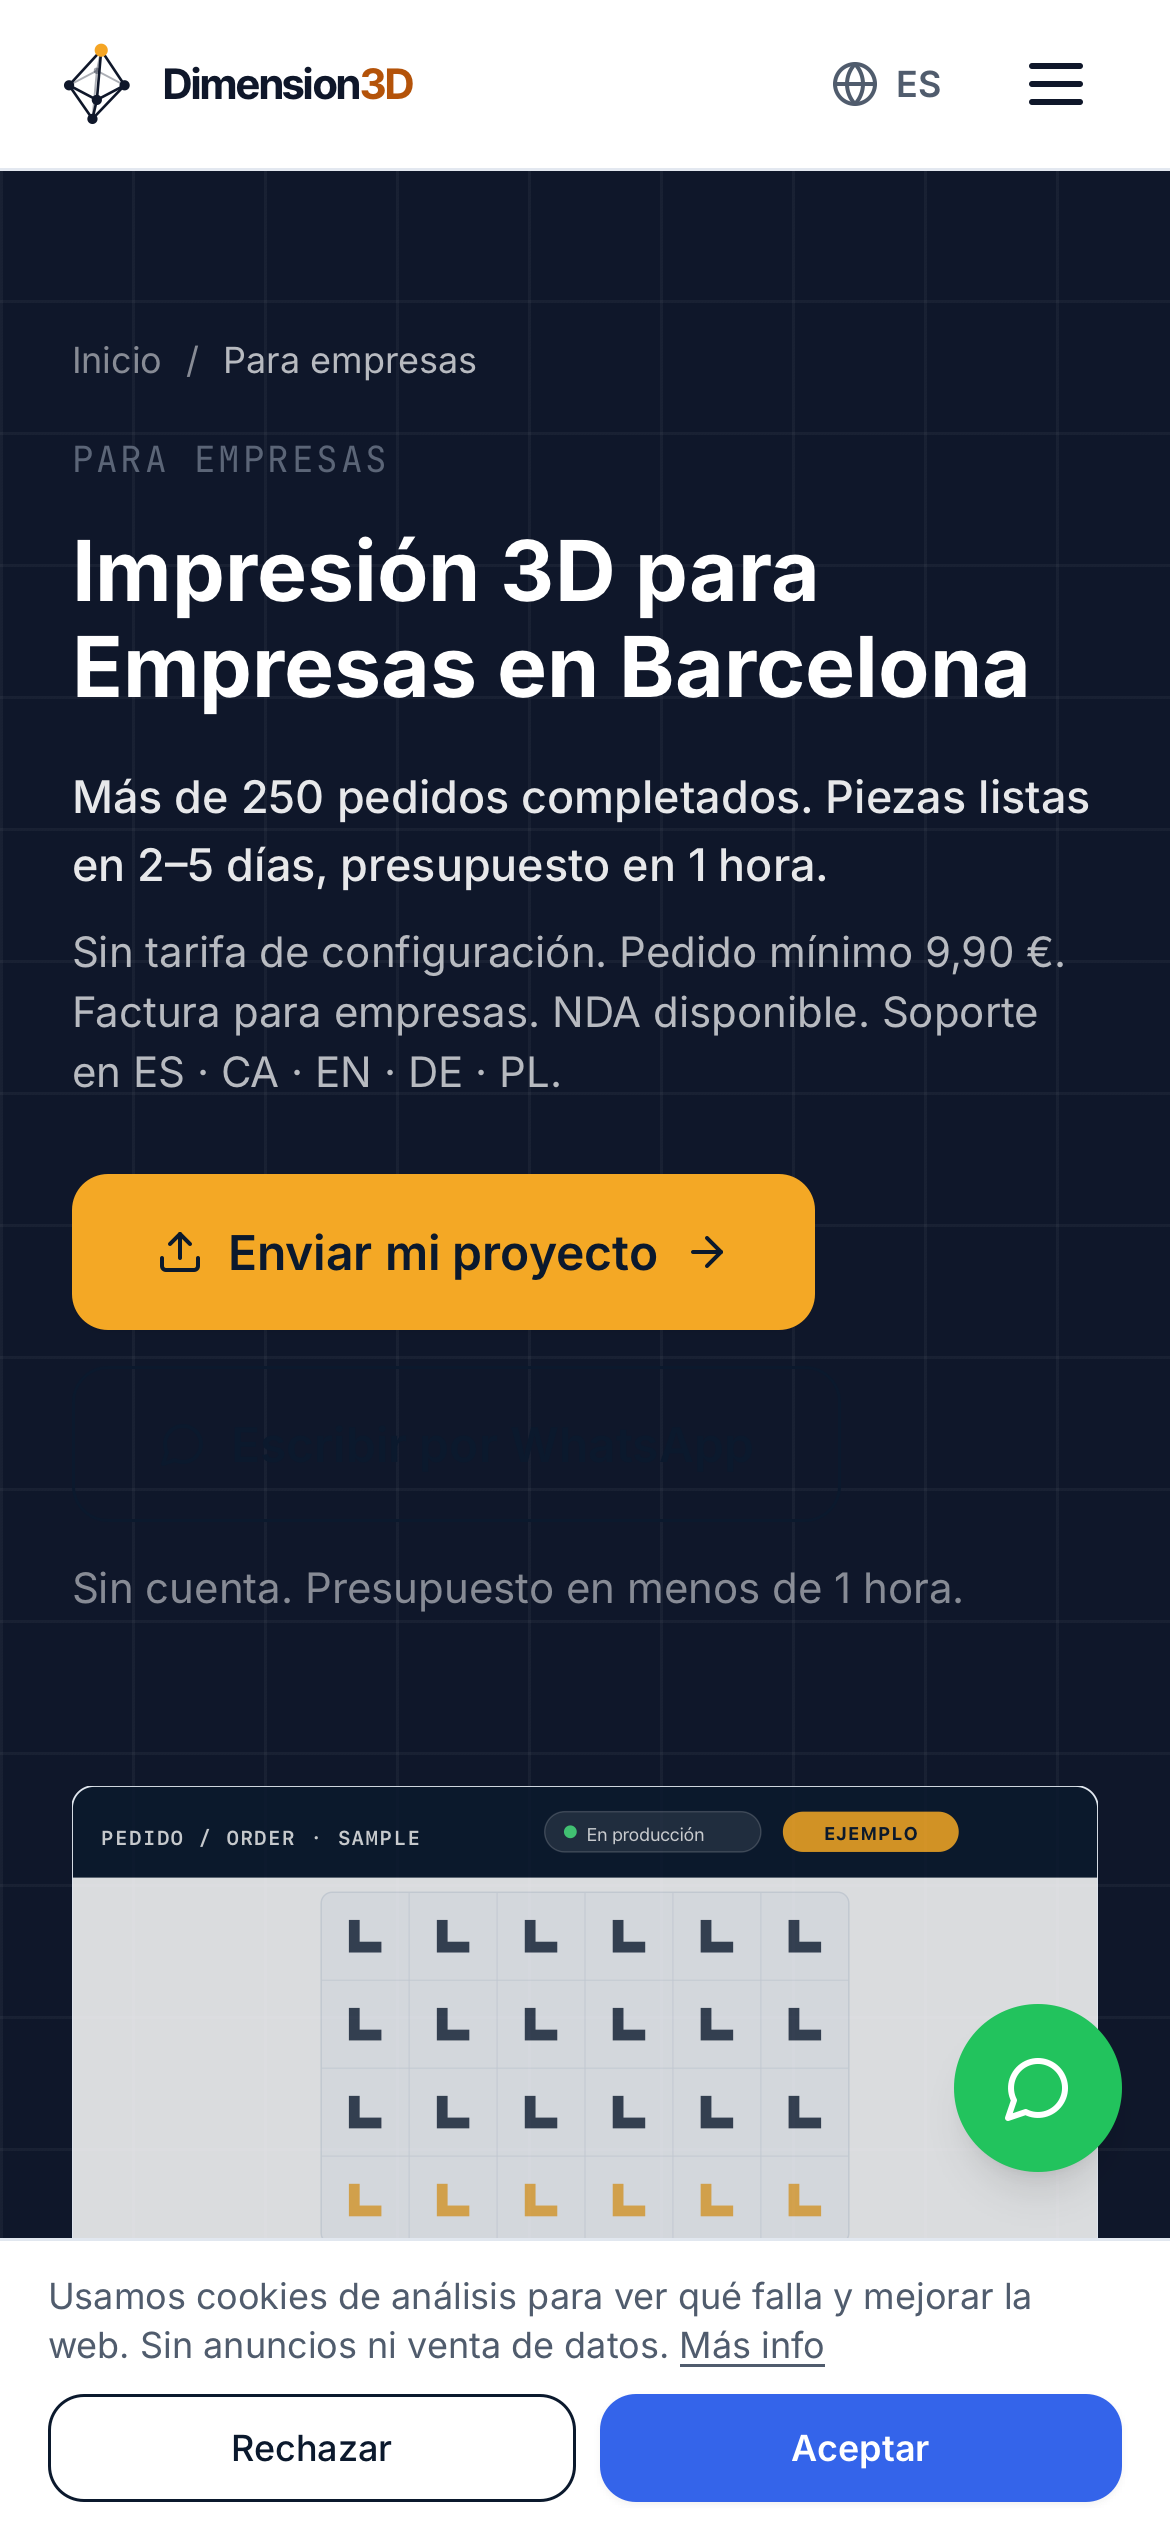 Dimension3D
ES
Inicio / Para empresas
PARA EMPRESAS
Impresión 3D para
Empresas en Barcelona
Más de 250 pedidos completados. Piezas listas
en 2–5 días, presupuesto en 1 hora.
Sin tarifa de configuración. Pedido mínimo 9,90 €.
Factura para empresas. NDA disponible. Soporte
en ES · CA · EN · DE · PL.
Enviar mi proyecto
Sin cuenta. Presupuesto en menos de 1 hora.
PEDIDO / ORDER · SAMPLE
En producción
EJEMPLO
Usamos cookies de análisis para ver qué falla y mejorar la
web. Sin anuncios ni venta de datos. Más info
Rechazar
Aceptar